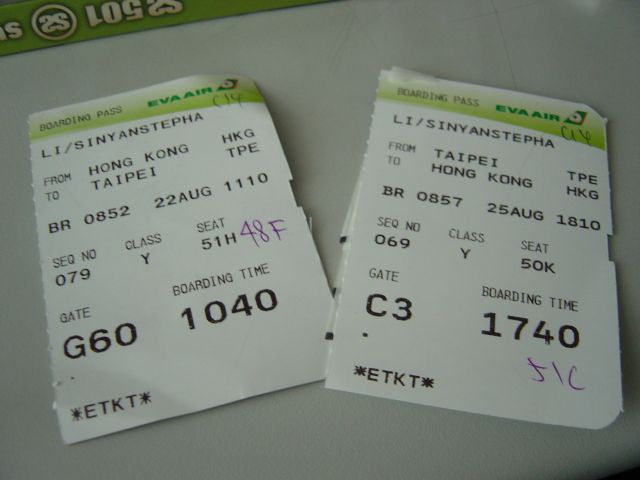 501
BOARDING PASS EVA AIR
C14
LI/SINYANSTEPHA
FROM HONG KONG HKG
TO TAIPEI TPE
BR 0852 22AUG 1110
SEQ NO CLASS SEAT
079 Y 51H 48F
GATE BOARDING TIME
G60 1040
*ETKT*
BOARDING PASS EVA AIR
C14
LI/SINYANSTEPHA
FROM TAIPEI TPE
TO HONG KONG HKG
BR 0857 25AUG 1810
SEQ NO CLASS SEAT
069 Y 50K
GATE BOARDING TIME
C3 1740
51C
*ETKT*